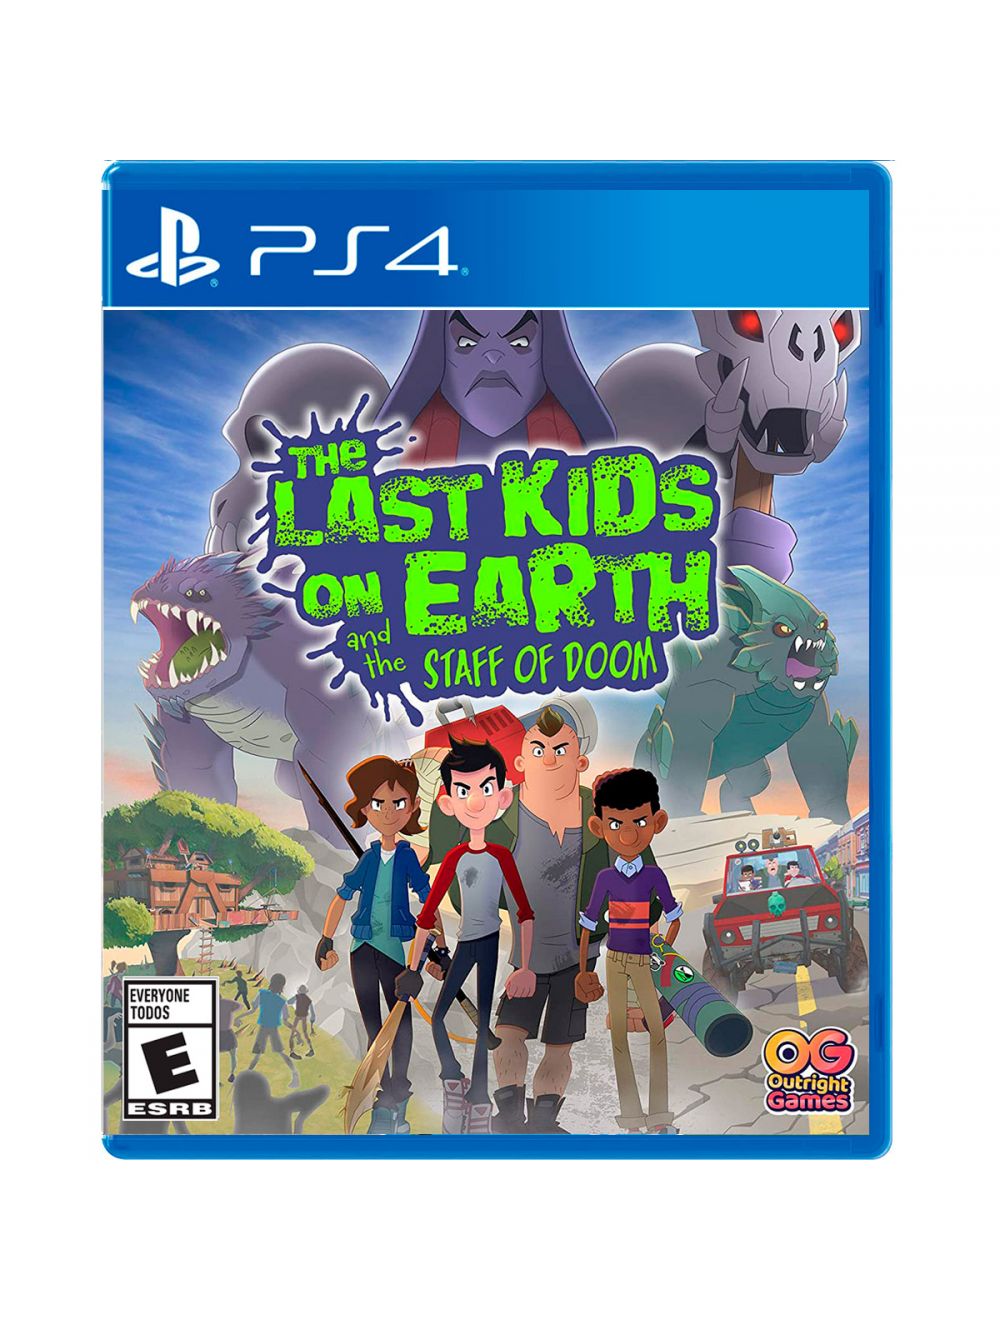 PS4
THE
LAST KIDS
ON EARTH
and
the STAFF OF DOOM
EVERYONE
TODOS
E
ESRB
OG
Outright
Games